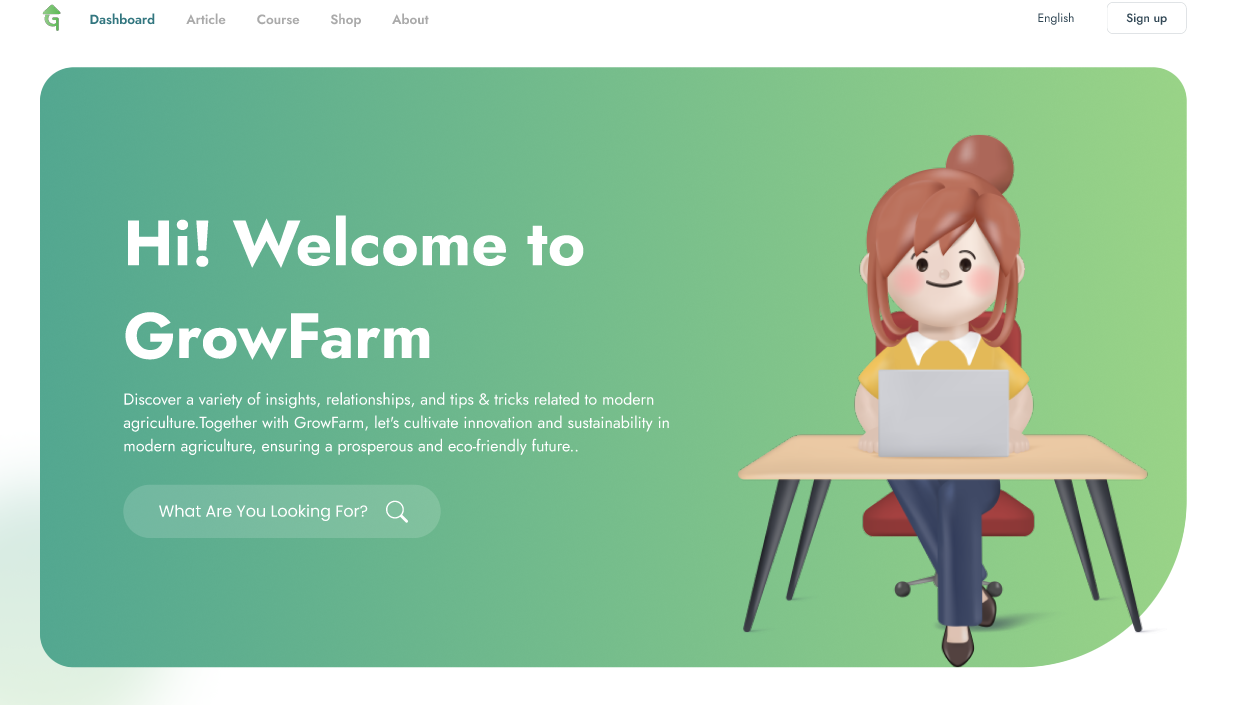 Dashboard Article Course Shop About English Sign up
Hi! Welcome to
GrowFarm
Discover a variety of insights, relationships, and tips & tricks related to modern
agriculture.Together with GrowFarm, let's cultivate innovation and sustainability in
modern agriculture, ensuring a prosperous and eco-friendly future..
What Are You Looking For?